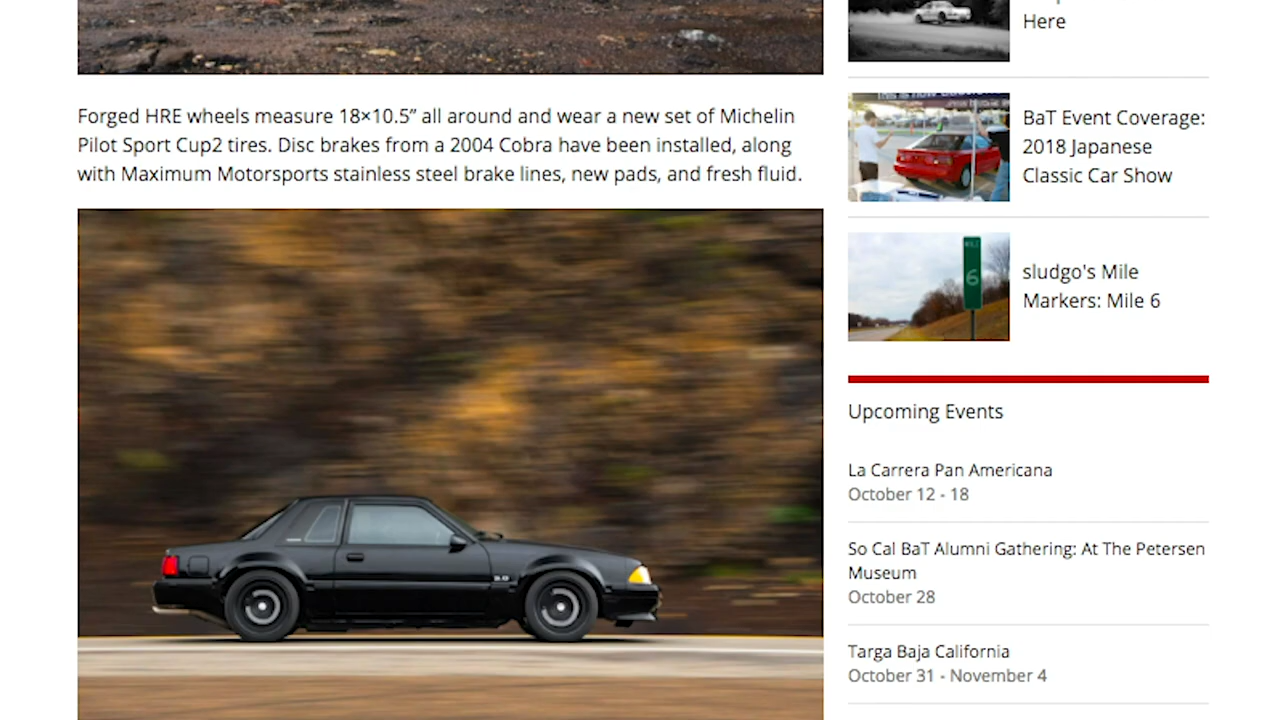 Forged HRE wheels measure 18×10.5” all around and wear a new set of Michelin
Pilot Sport Cup2 tires. Disc brakes from a 2004 Cobra have been installed, along
with Maximum Motorsports stainless steel brake lines, new pads, and fresh fluid.
5.0
Here
BaT Event Coverage:
2018 Japanese
Classic Car Show
MILE
6
sludgo's Mile
Markers: Mile 6
Upcoming Events
La Carrera Pan Americana
October 12 - 18
So Cal BaT Alumni Gathering: At The Petersen
Museum
October 28
Targa Baja California
October 31 - November 4